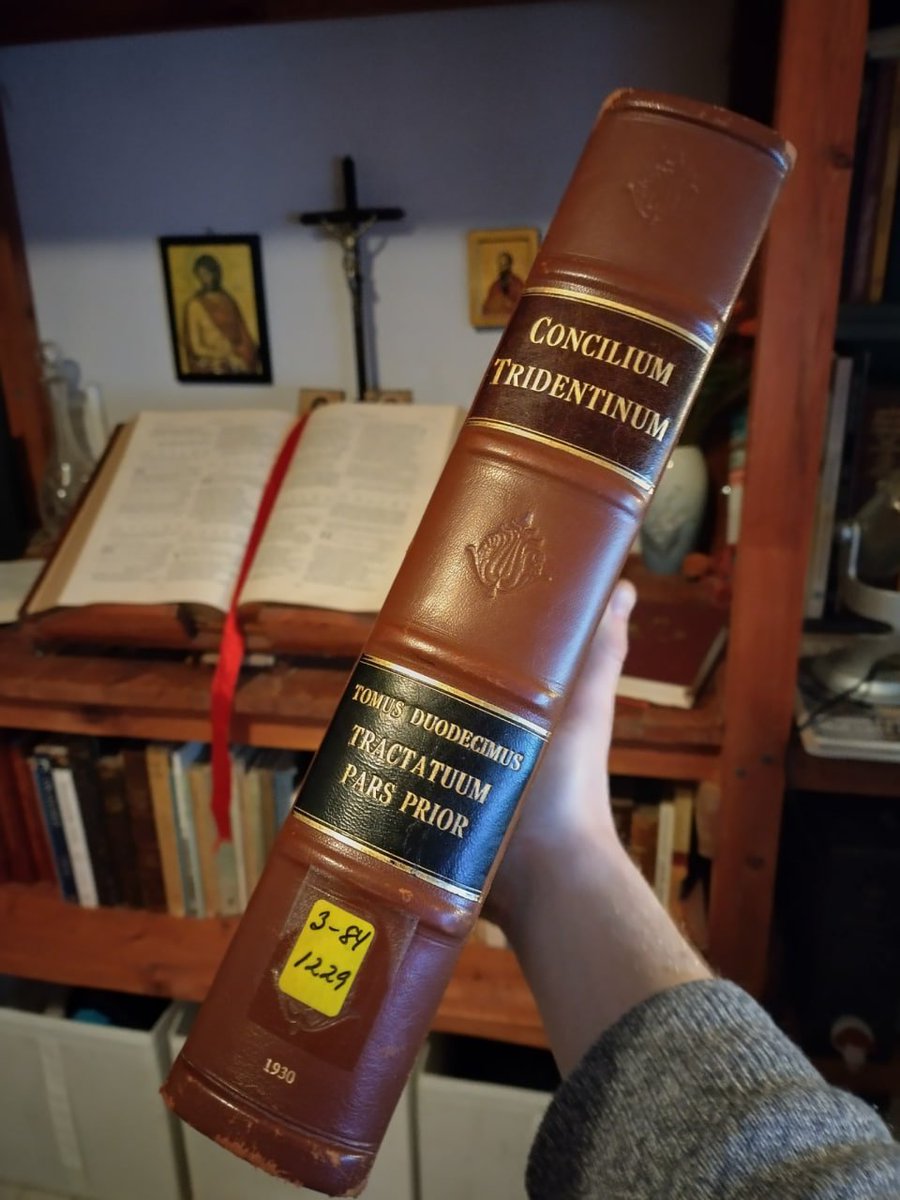 CONCILIUM
TRIDENTINUM
TOMUS DUODECIMUS
TRACTATUUM
PARS PRIOR
3-84
1229
1930